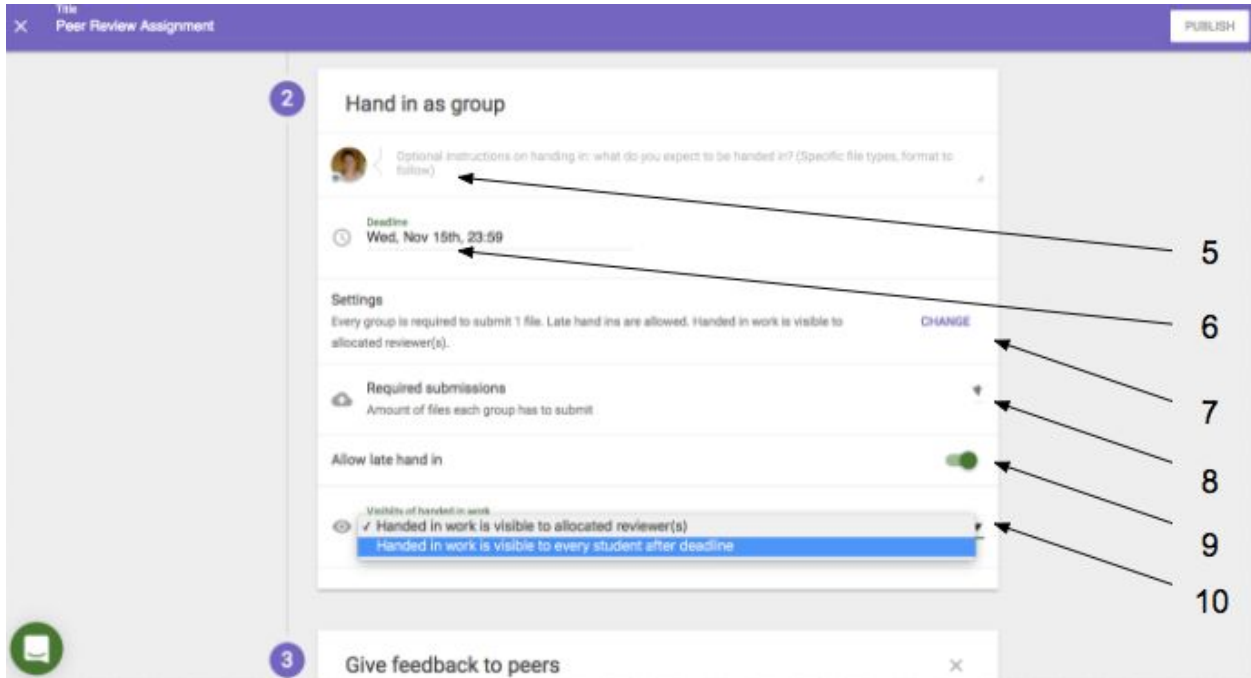 Title
Peer Review Assignment
PUBLISH
2
Hand in as group
Optional instructions on handing in: what do you expect to be handed in? (Specific file types, format to
follow)
Deadline
Wed, Nov 15th, 23:59
5
Settings
6
Every group is required to submit 1 file. Late hand ins are allowed. Handed in work is visible to
CHANGE
allocated reviewer(s).
Required submissions
7
Amount of files each group has to submit
Allow late hand in
8
Visibility of handed in work
✓ Handed in work is visible to allocated reviewer(s)
Handed in work is visible to every student after deadline
9
10
3
Give feedback to peers